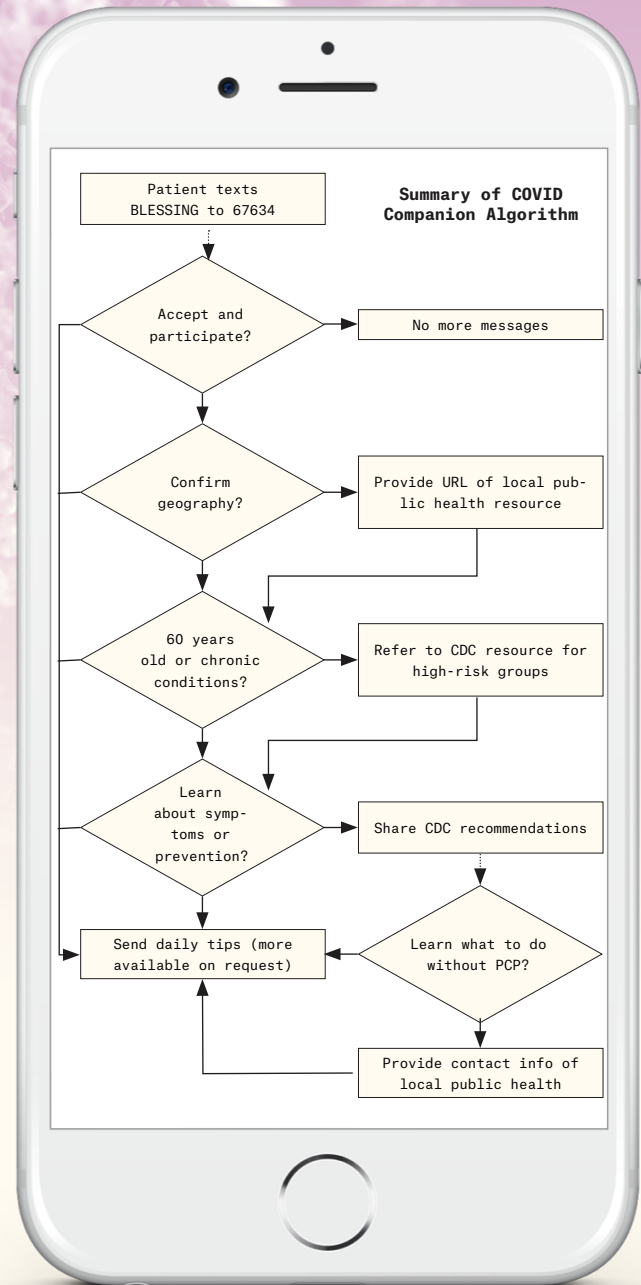 Summary of COVID
Companion Algorithm
Patient texts
BLESSING to 67634
Accept and
participate?
No more messages
Confirm
geography?
Provide URL of local pub-
lic health resource
60 years
old or chronic
conditions?
Refer to CDC resource for
high-risk groups
Learn
about symp-
toms or
prevention?
Share CDC recommendations
Send daily tips (more
available on request)
Learn what to do
without PCP?
Provide contact info of
local public health